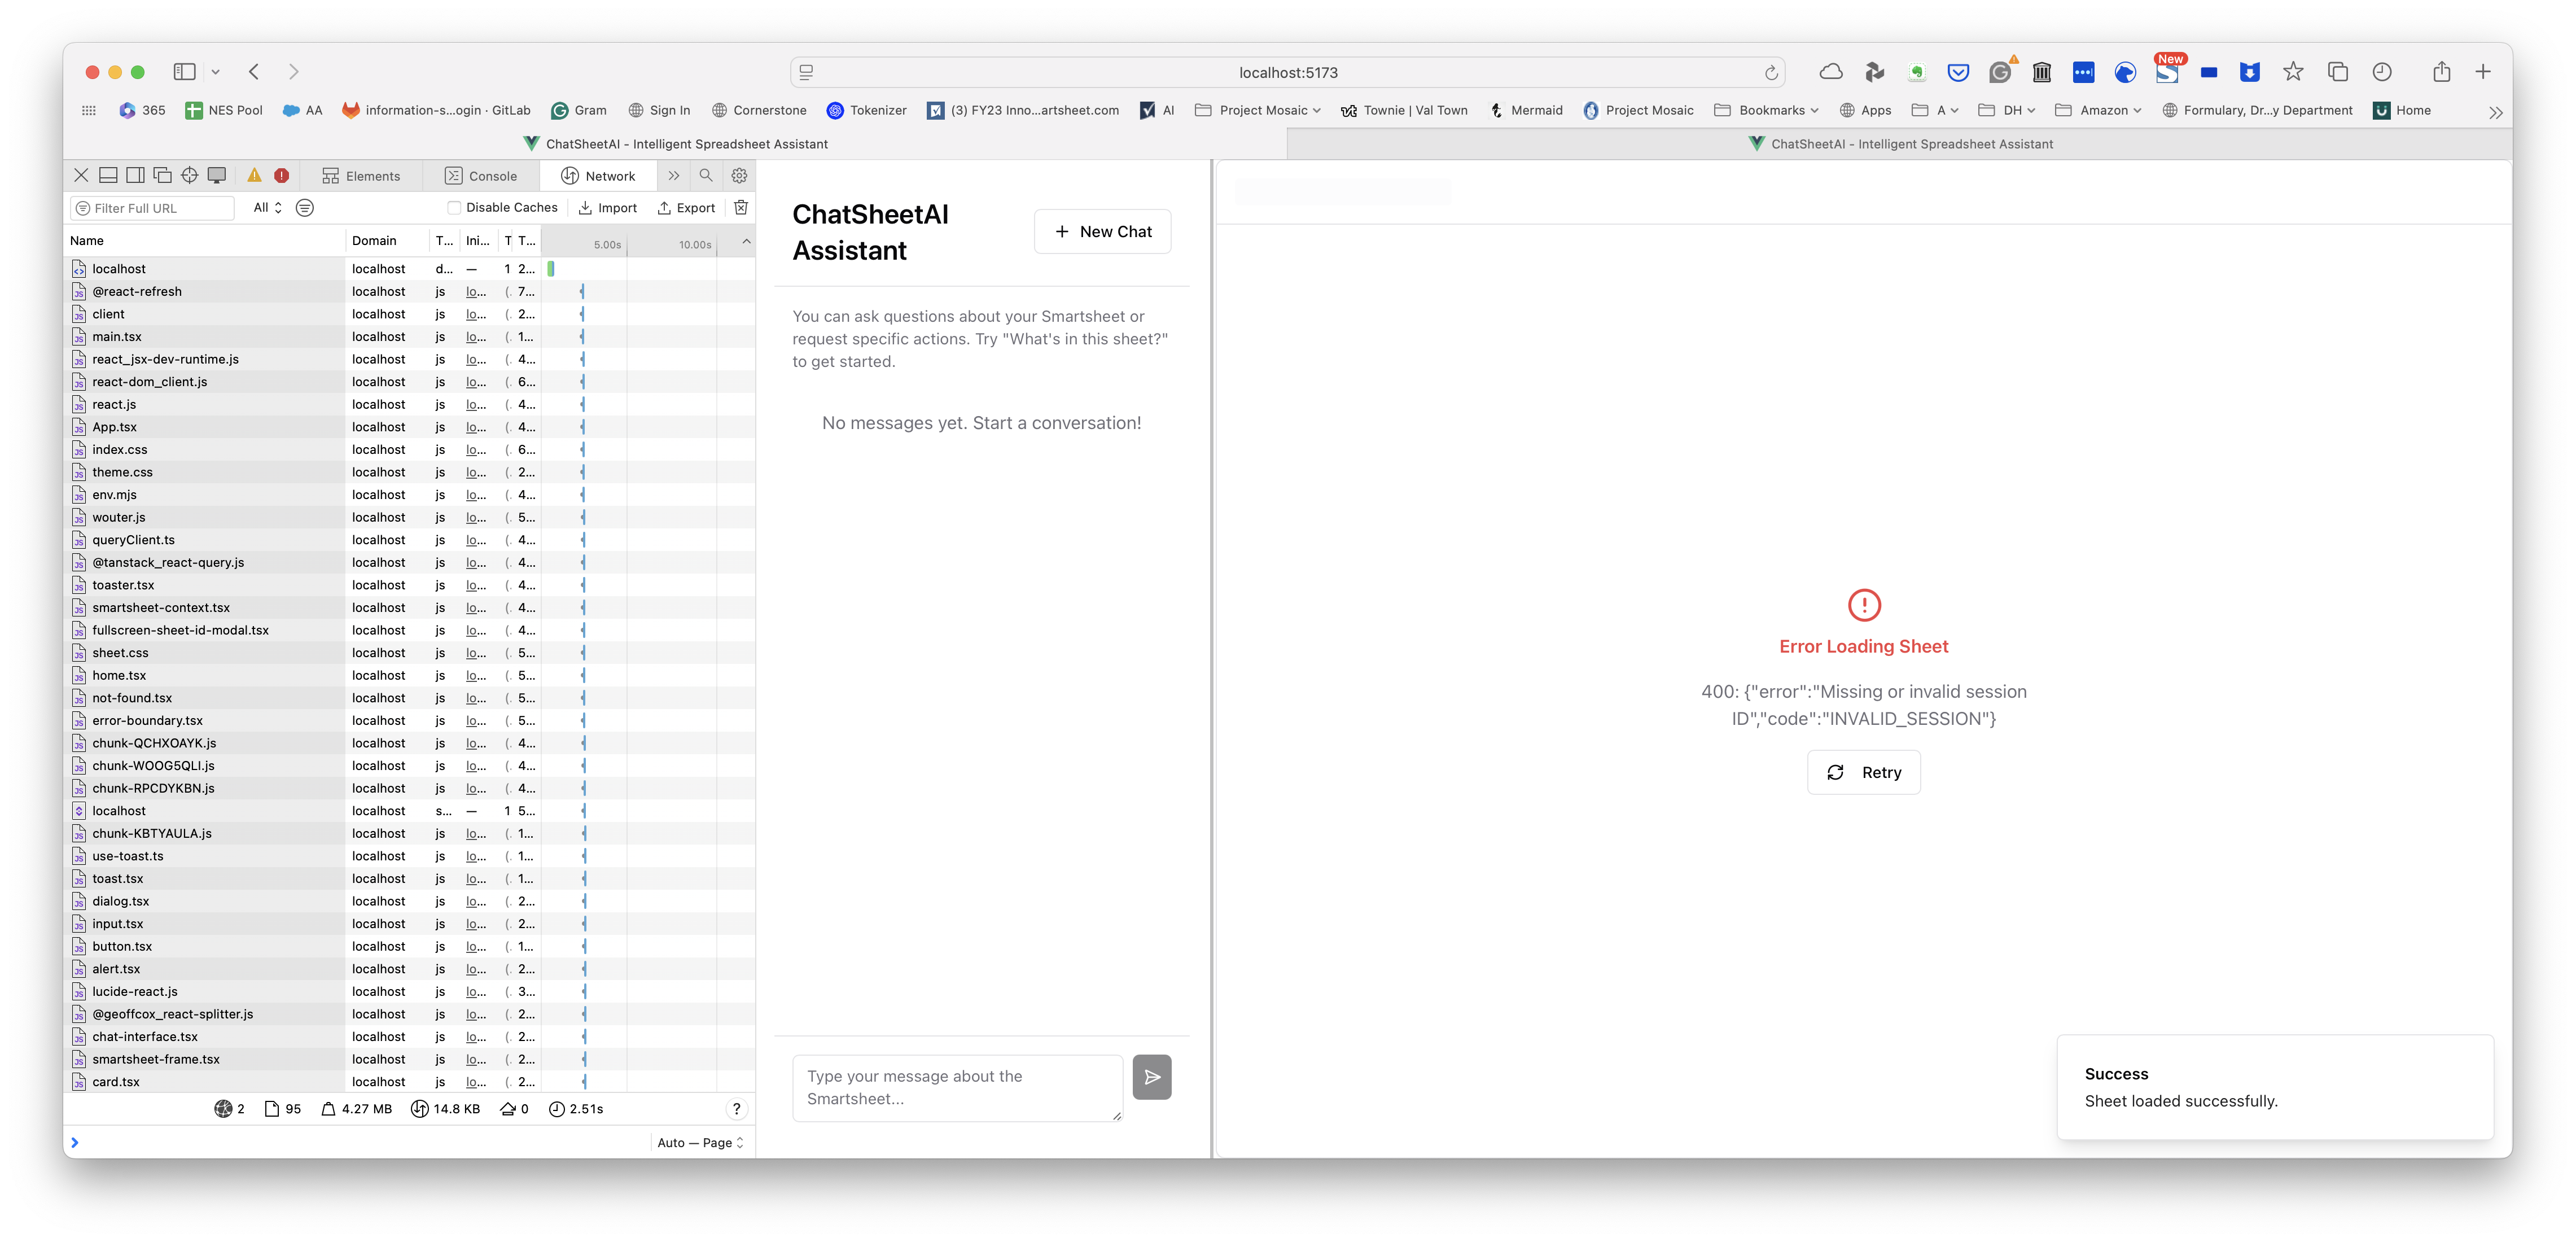 localhost:5173
New
365
NES Pool
AA
information-s...ogin · GitLab
Gram
Sign In
Cornerstone
Tokenizer
(3) FY23 Inno...artsheet.com
AI
Project Mosaic
Townie | Val Town
Mermaid
Project Mosaic
Bookmarks
Apps
A
DH
Amazon
Formulary, Dr...y Department
Home
ChatSheetAI - Intelligent Spreadsheet Assistant
ChatSheetAI - Intelligent Spreadsheet Assistant
Elements
Console
Network
Filter Full URL
All
Disable Caches
Import
Export
Name Domain T... Ini... T T... 5.00s 10.00s
localhost localhost d... — 1 2...
@react-refresh localhost js lo... (. 7...
client localhost js lo... (. 2...
main.tsx localhost js lo... (. 1...
react_jsx-dev-runtime.js localhost js lo... (. 4...
react-dom_client.js localhost js lo... (. 6...
react.js localhost js lo... (. 4...
App.tsx localhost js lo... (. 4...
index.css localhost js lo... (. 6...
theme.css localhost js lo... (. 2...
env.mjs localhost js lo... (. 4...
wouter.js localhost js lo... (. 5...
queryClient.ts localhost js lo... (. 4...
@tanstack_react-query.js localhost js lo... (. 4...
toaster.tsx localhost js lo... (. 4...
smartsheet-context.tsx localhost js lo... (. 4...
fullscreen-sheet-id-modal.tsx localhost js lo... (. 4...
sheet.css localhost js lo... (. 5...
home.tsx localhost js lo... (. 5...
not-found.tsx localhost js lo... (. 5...
error-boundary.tsx localhost js lo... (. 5...
chunk-QCHXOAYK.js localhost js lo... (. 4...
chunk-WOOG5QLI.js localhost js lo... (. 4...
chunk-RPCDYKBN.js localhost js lo... (. 4...
localhost localhost s... — 1 5...
chunk-KBTYAULA.js localhost js lo... (. 1...
use-toast.ts localhost js lo... (. 1...
toast.tsx localhost js lo... (. 1...
dialog.tsx localhost js lo... (. 2...
input.tsx localhost js lo... (. 2...
button.tsx localhost js lo... (. 1...
alert.tsx localhost js lo... (. 2...
lucide-react.js localhost js lo... (. 3...
@geoffcox_react-splitter.js localhost js lo... (. 2...
chat-interface.tsx localhost js lo... (. 2...
smartsheet-frame.tsx localhost js lo... (. 2...
card.tsx localhost js lo... (. 2...
2 95 4.27 MB 14.8 KB 0 2.51s ?
Auto — Page
ChatSheetAI
Assistant
+ New Chat
You can ask questions about your Smartsheet or
request specific actions. Try "What's in this sheet?"
to get started.
No messages yet. Start a conversation!
Type your message about the
Smartsheet...
Error Loading Sheet
400: {"error":"Missing or invalid session
ID","code":"INVALID_SESSION"}
Retry
Success
Sheet loaded successfully.